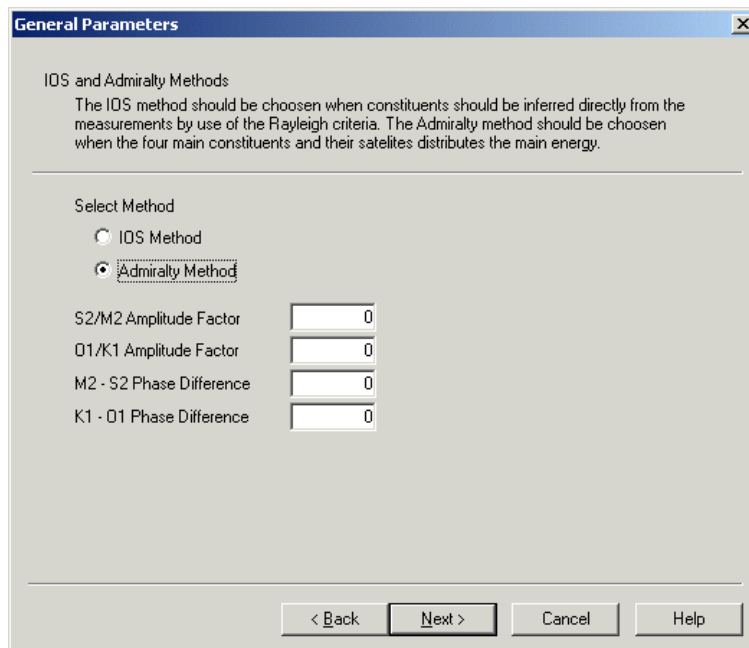 General Parameters
IOS and Admiralty Methods
The IOS method should be choosen when constituents should be inferred directly from the
measurements by use of the Rayleigh criteria. The Admiralty method should be choosen
when the four main constituents and their satelites distributes the main energy.
Select Method
IOS Method
Admiralty Method
S2/M2 Amplitude Factor 0
O1/K1 Amplitude Factor 0
M2 - S2 Phase Difference 0
K1 - O1 Phase Difference 0
< Back Next > Cancel Help